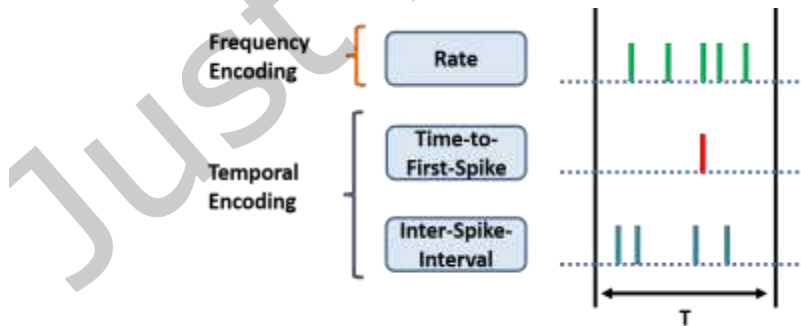 Frequency
Encoding
Rate
Time-to-
First-Spike
Temporal
Encoding
Inter-Spike-
Interval
T
Just